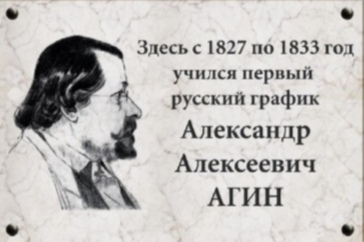 Здесь с 1827 по 1833 год
учился первый
русский график
Александр
Алексеевич
АГИН